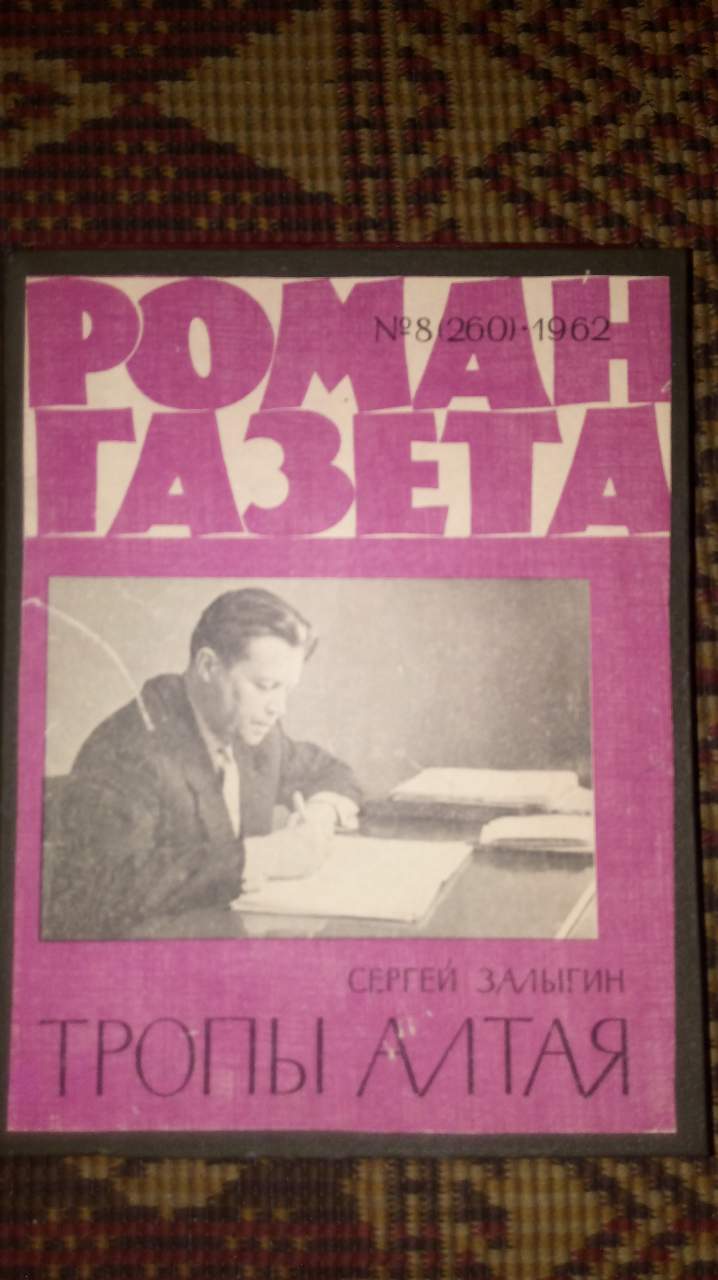 РОМАН
№8(260)·1962
ГАЗЕТА
СЕРГЕЙ ЗАЛЫГИН
ТРОПЫ АЛТАЯ